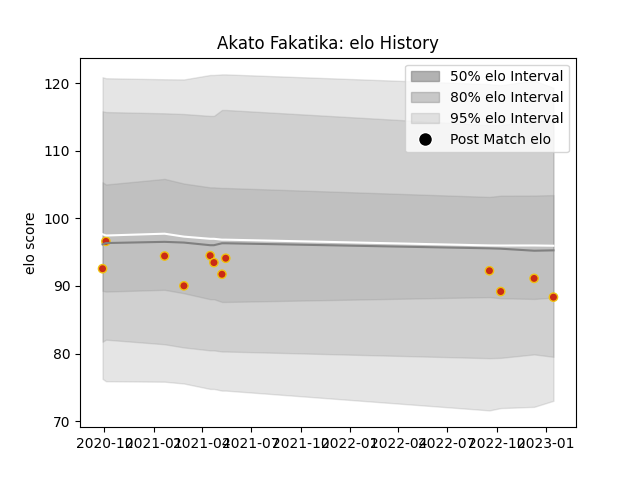 Akato Fakatika: elo History
50% elo Interval
80% elo Interval
95% elo Interval
Post Match elo
elo score
120
110
100
90
80
70
2020-10 2021-01 2021-04 2021-07 2021-10 2022-01 2022-04 2022-07 2022-10 2023-01